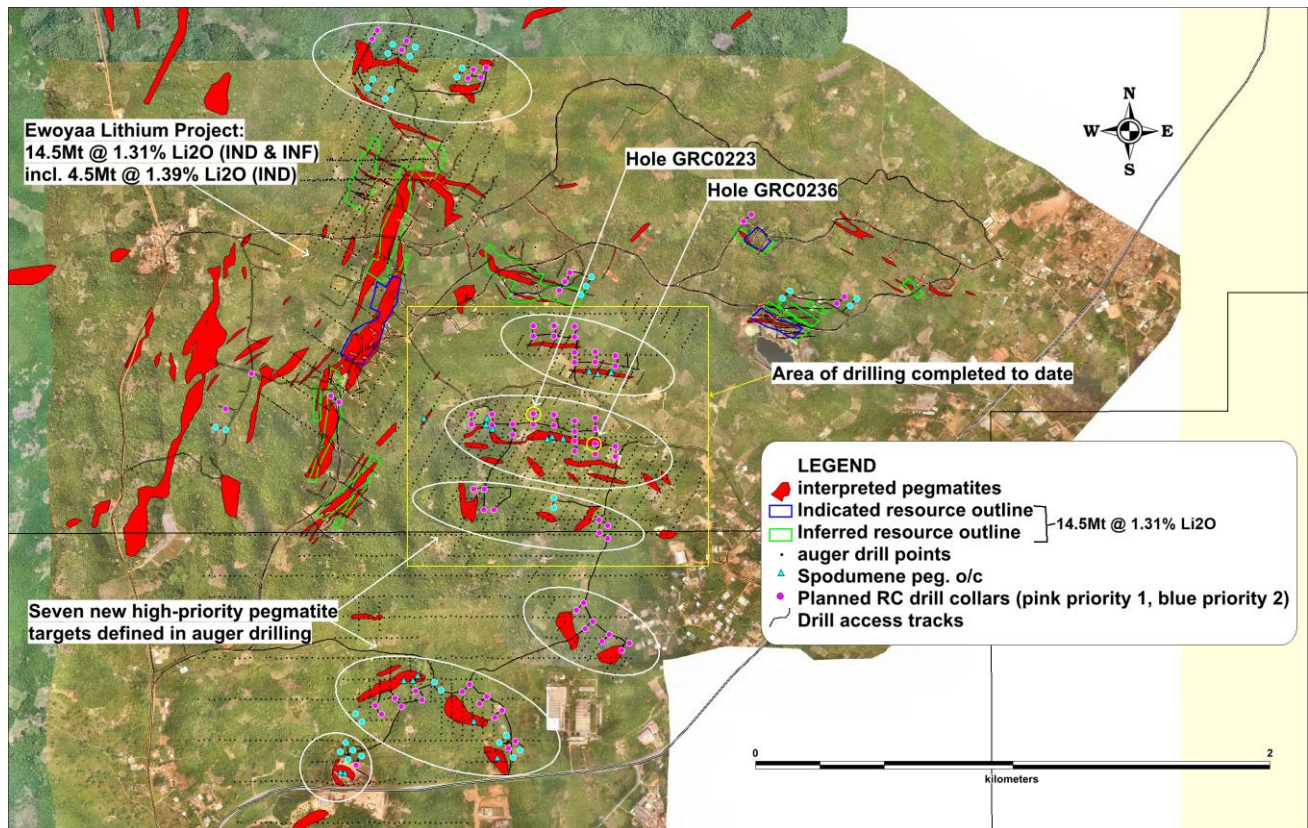 Ewoyaa Lithium Project:
14.5Mt @ 1.31% Li2O (IND & INF)
incl. 4.5Mt @ 1.39% Li2O (IND)
Hole GRC0223
Hole GRC0236
N
W
E
S
Area of drilling completed to date
LEGEND
interpreted pegmatites
Indicated resource outline
Inferred resource outline
14.5Mt @ 1.31% Li2O
auger drill points
Spodumene peg. o/c
Planned RC drill collars (pink priority 1, blue priority 2)
Drill access tracks
Seven new high-priority pegmatite
targets defined in auger drilling
0
2
kilometers